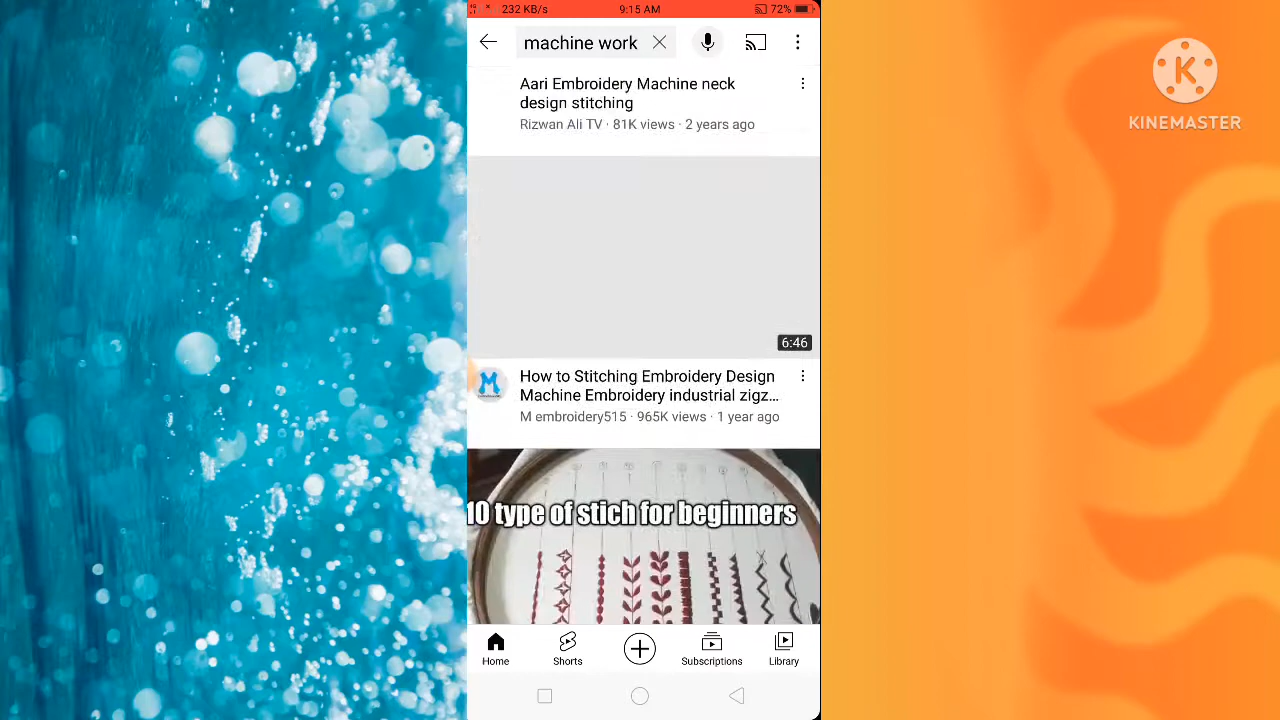 232 KB/s 9:15 AM 72%
machine work
KINEMASTER
Aari Embroidery Machine neck
design stitching
Rizwan Ali TV · 81K views · 2 years ago
6:46
How to Stitching Embroidery Design
Machine Embroidery industrial zigz...
M embroidery515 · 965K views · 1 year ago
10 type of stich for beginners
Home Shorts Subscriptions Library